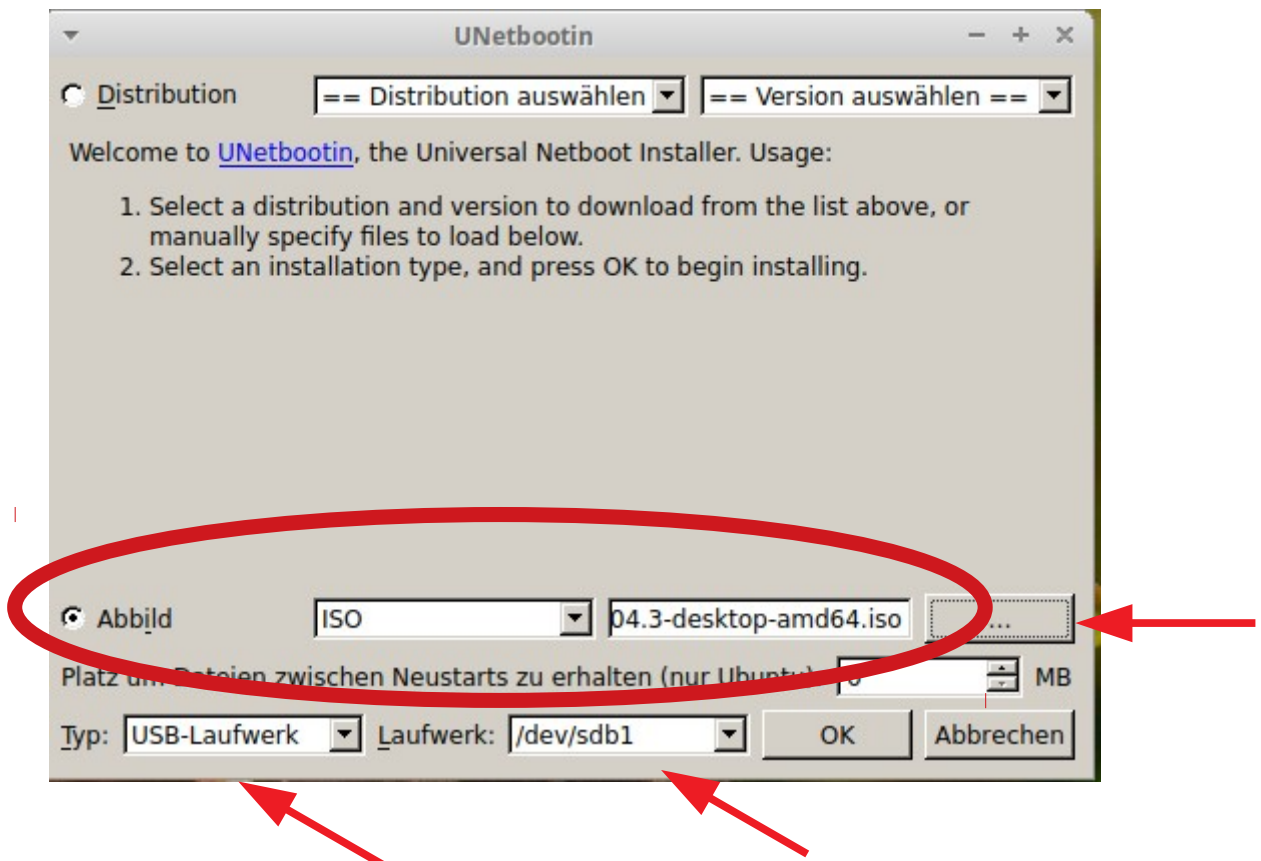 UNetbootin
Distribution == Distribution auswählen == Version auswählen ==
Welcome to UNetbootin, the Universal Netboot Installer. Usage:
1. Select a distribution and version to download from the list above, or
manually specify files to load below.
2. Select an installation type, and press OK to begin installing.
Abbild ISO 04.3-desktop-amd64.iso ...
Platz um Dateien zwischen Neustarts zu erhalten (nur Ubuntu) MB
Typ: USB-Laufwerk Laufwerk: /dev/sdb1 OK Abbrechen